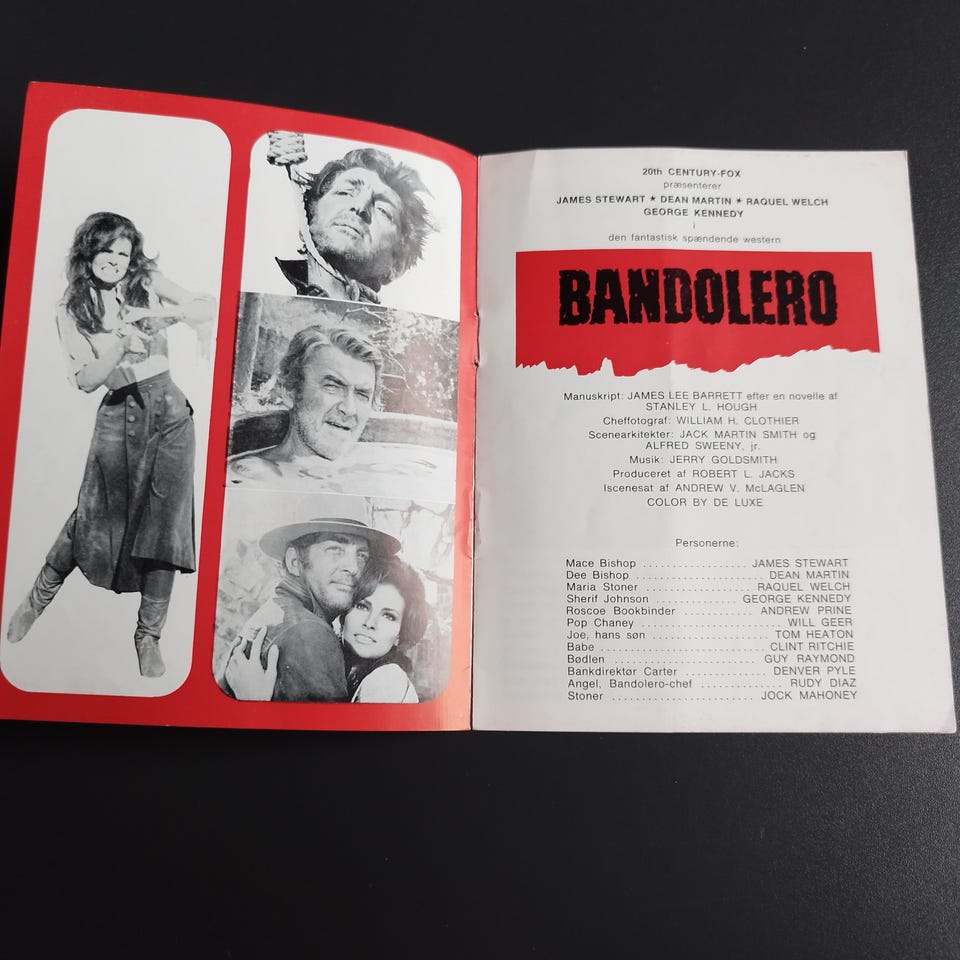 20th CENTURY-FOX
præsenterer
JAMES STEWART ★ DEAN MARTIN ★ RAQUEL WELCH
GEORGE KENNEDY
i
den fantastisk spændende western
BANDOLERO
Manuskript: JAMES LEE BARRETT efter en novelle af
STANLEY L. HOUGH
Cheffotograf: WILLIAM H. CLOTHIER
Scenearkitekter: JACK MARTIN SMITH og
ALFRED SWEENY, jr.
Musik: JERRY GOLDSMITH
Produceret af ROBERT L. JACKS
Iscenesat af ANDREW V. McLAGLEN
COLOR BY DE LUXE
Personerne:
Mace Bishop .................. JAMES STEWART
Dee Bishop ..................... DEAN MARTIN
Maria Stoner ................. RAQUEL WELCH
Sherif Johnson .............. GEORGE KENNEDY
Roscoe Bookbinder ........... ANDREW PRINE
Pop Chaney ..................... WILL GEER
Joe, hans søn ................. TOM HEATON
Babe ......................... CLINT RITCHIE
Bødlen ..................... GUY RAYMOND
Bankdirektør Carter ........... DENVER PYLE
Angel, Bandolero-chef ............. RUDY DIAZ
Stoner ...................... JOCK MAHONEY